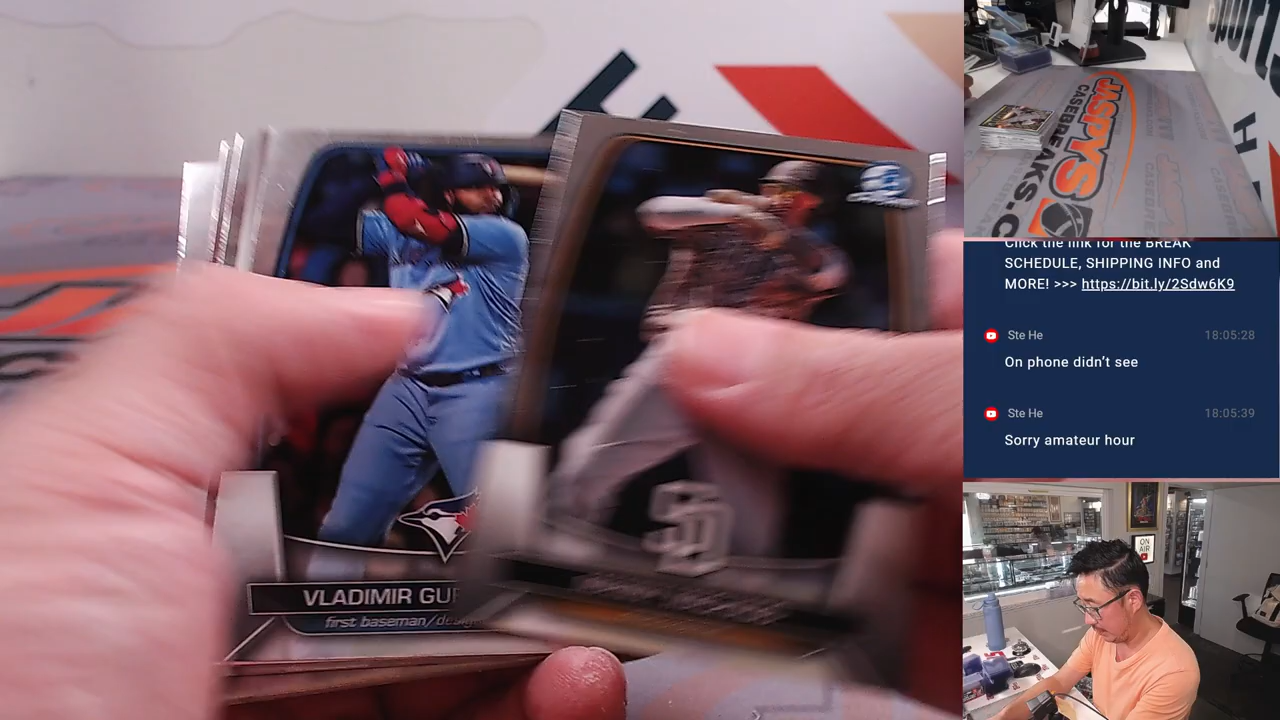 VLADIMIR GU
first baseman/desig
SD
JASPYS
CASEBREAKS.C
Click the link for the BREAK
SCHEDULE, SHIPPING INFO and
MORE! >>> https://bit.ly/2Sdw6K9
Ste He 18:05:28
On phone didn't see
Ste He 18:05:39
Sorry amateur hour
ON
AIR